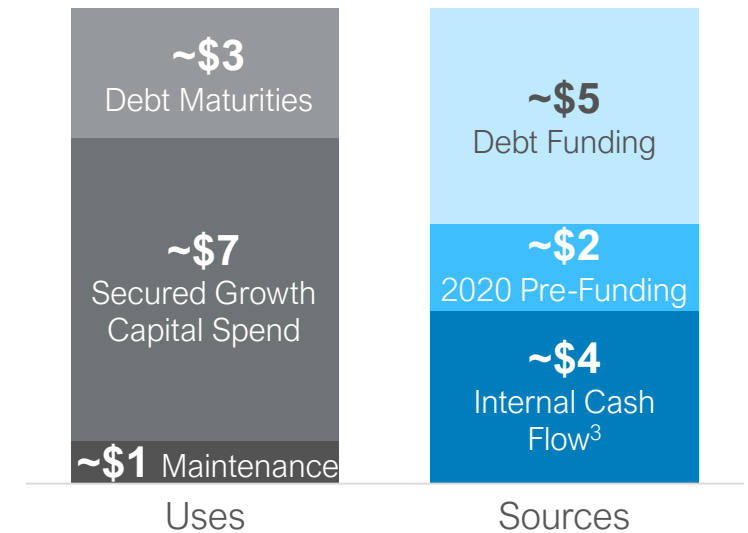 ~$3
Debt Maturities
~$7
Secured Growth
Capital Spend
~$1 Maintenance
Uses
~$5
Debt Funding
~$2
2020 Pre-Funding
~$4
Internal Cash
Flow3
Sources